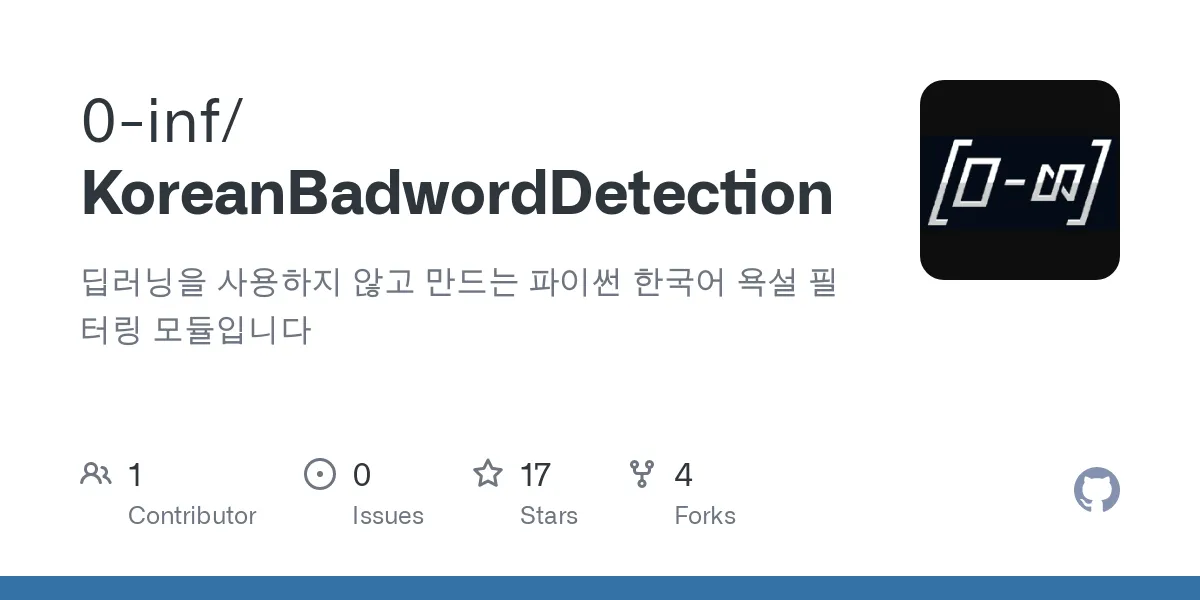 0-inf/
KoreanBadwordDetection
딥러닝을 사용하지 않고 만드는 파이썬 한국어 욕설 필
터링 모듈입니다
[0-∞]
1
Contributor
0
Issues
17
Stars
4
Forks